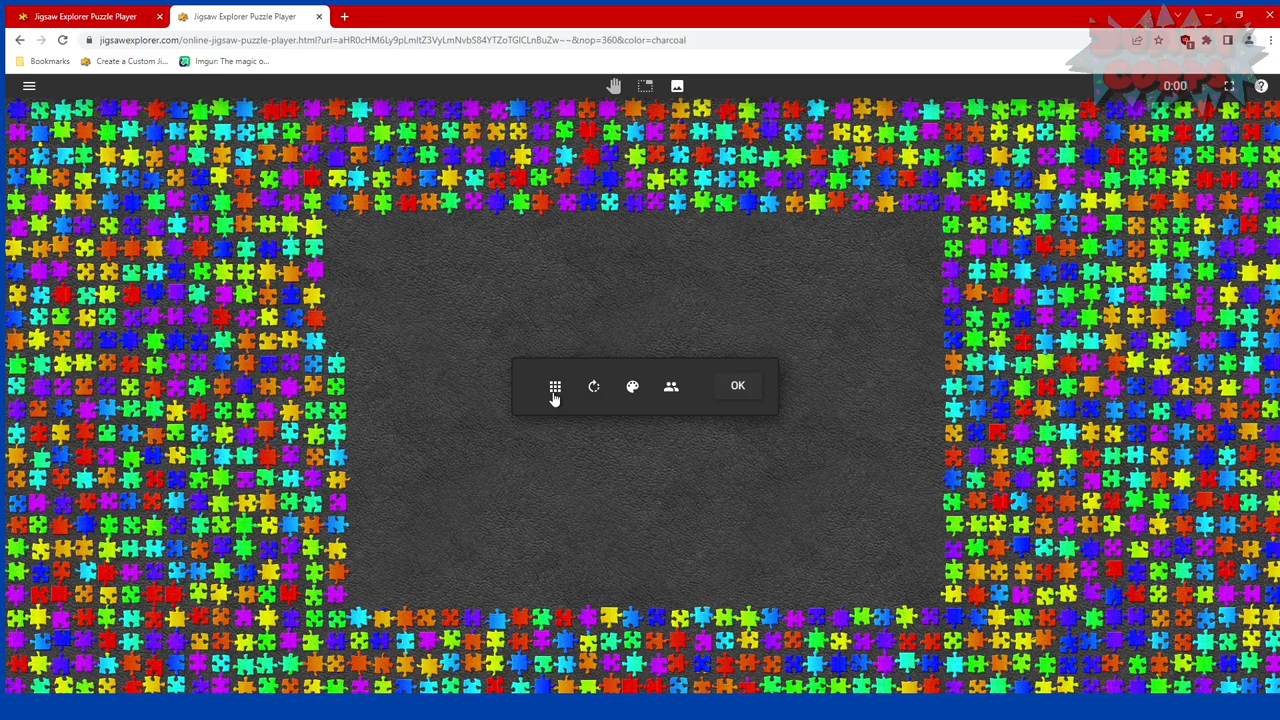 Jigsaw Explorer Puzzle Player
Jigsaw Explorer Puzzle Player
jigsawexplorer.com/online-jigsaw-puzzle-player.html?url=aHR0cHM6Ly9pLmltZ3VyLmNvbS84YTZoTGlCLnBuZw~~&nop=360&color=charcoal
Bookmarks
Create a Custom Ji...
Imgur: The magic o...
0:00
OK